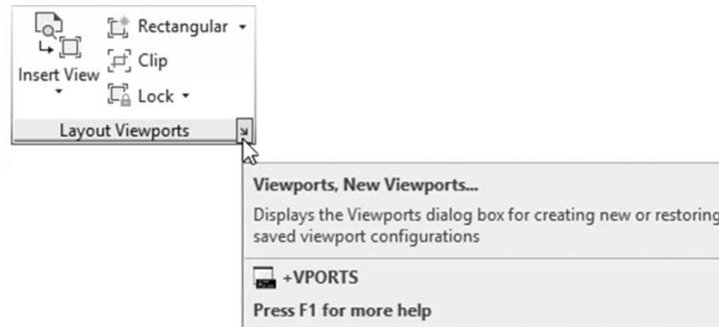 Rectangular
Clip
Insert View
Lock
Layout Viewports
Viewports, New Viewports...
Displays the Viewports dialog box for creating new or restoring
saved viewport configurations
+VPORTS
Press F1 for more help